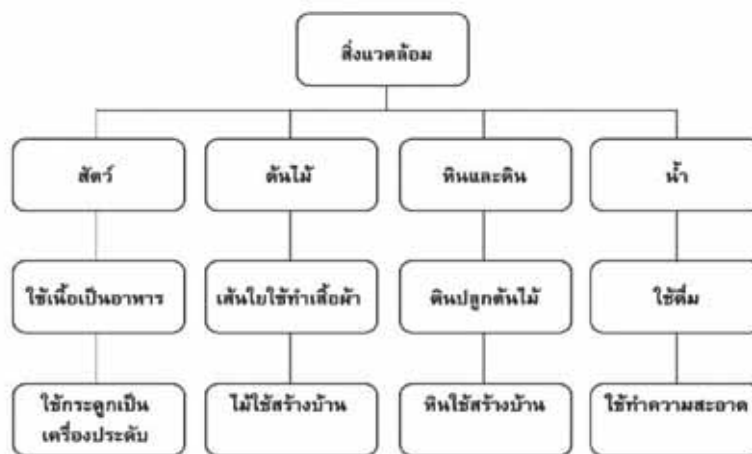 สิ่งแวดล้อม
สัตว์
ต้นไม้
หินและดิน
น้ำ
ใช้เนื้อเป็นอาหาร
เส้นใยใช้ทำเสื้อผ้า
ดินปลูกต้นไม้
ใช้ดื่ม
ใช้กระดูกเป็น
เครื่องประดับ
ไม้ใช้สร้างบ้าน
หินใช้สร้างบ้าน
ใช้ทำความสะอาด